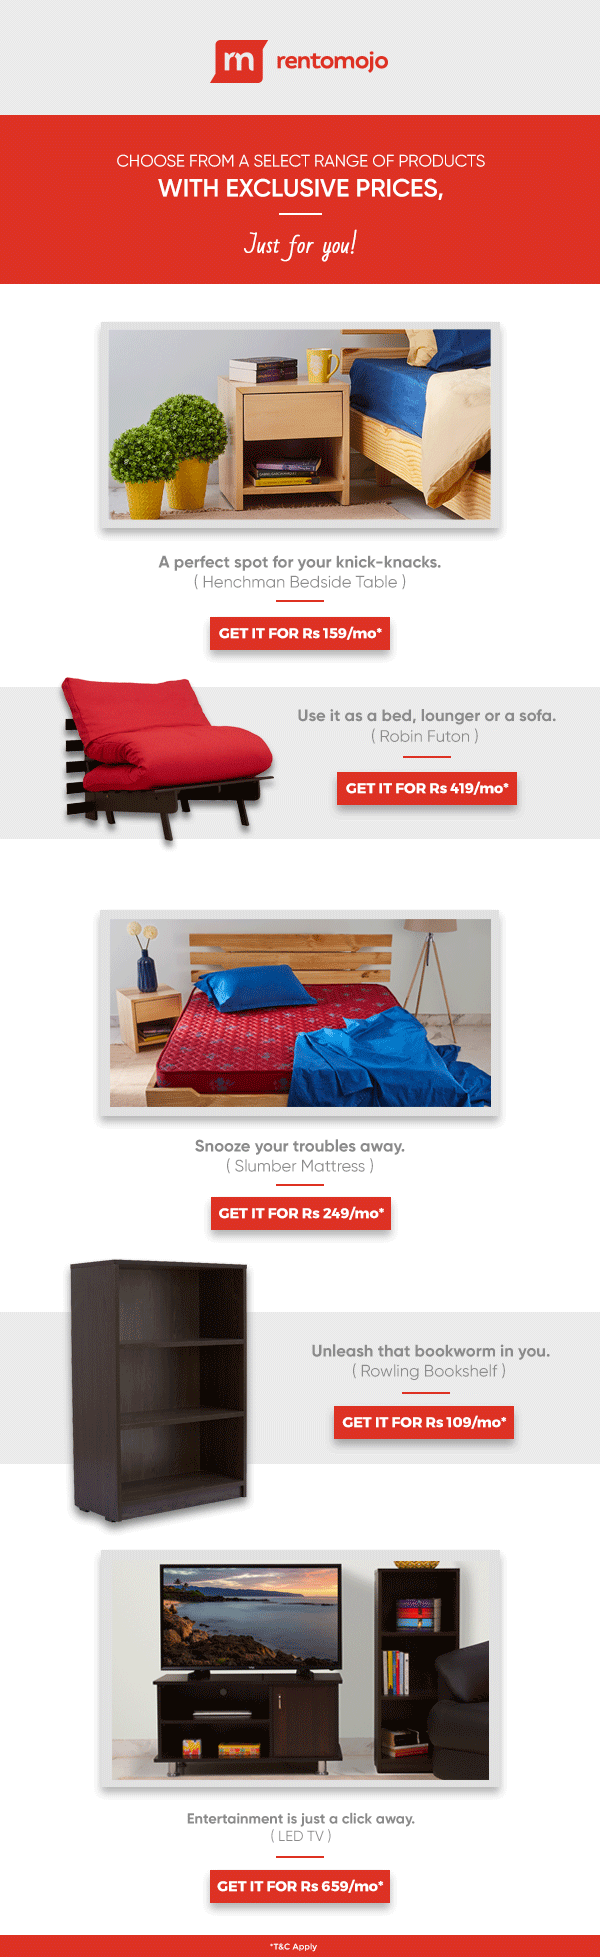 m rentomojo
CHOOSE FROM A SELECT RANGE OF PRODUCTS
WITH EXCLUSIVE PRICES,
Just for you!
A perfect spot for your knick-knacks.
( Henchman Bedside Table )
GET IT FOR Rs 159/mo*
Use it as a bed, lounger or a sofa.
( Robin Futon )
GET IT FOR Rs 419/mo*
Snooze your troubles away.
( Slumber Mattress )
GET IT FOR Rs 249/mo*
Unleash that bookworm in you.
( Rowling Bookshelf )
GET IT FOR Rs 109/mo*
Entertainment is just a click away.
( LED TV )
GET IT FOR Rs 659/mo*
*T&C Apply